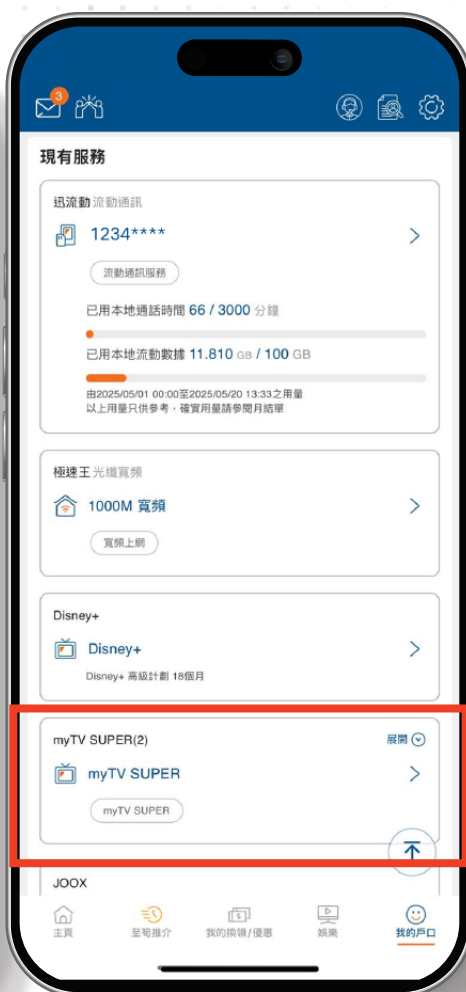 3
現有服務
迅流動 流動通訊
1234****
流動通訊服務
已用本地通話時間 66 / 3000 分鐘
已用本地流動數據 11.810 GB / 100 GB
由2025/05/01 00:00至2025/05/20 13:33之用量
以上用量只供參考，確實用量請參閱月結單
極速王 光纖寬頻
1000M 寬頻
寬頻上網
Disney+
Disney+
Disney+ 高級計劃 18個月
myTV SUPER(2) 展開
myTV SUPER
myTV SUPER
JOOX
主頁 至筍推介 我的換領/優惠 娛樂 我的戶口